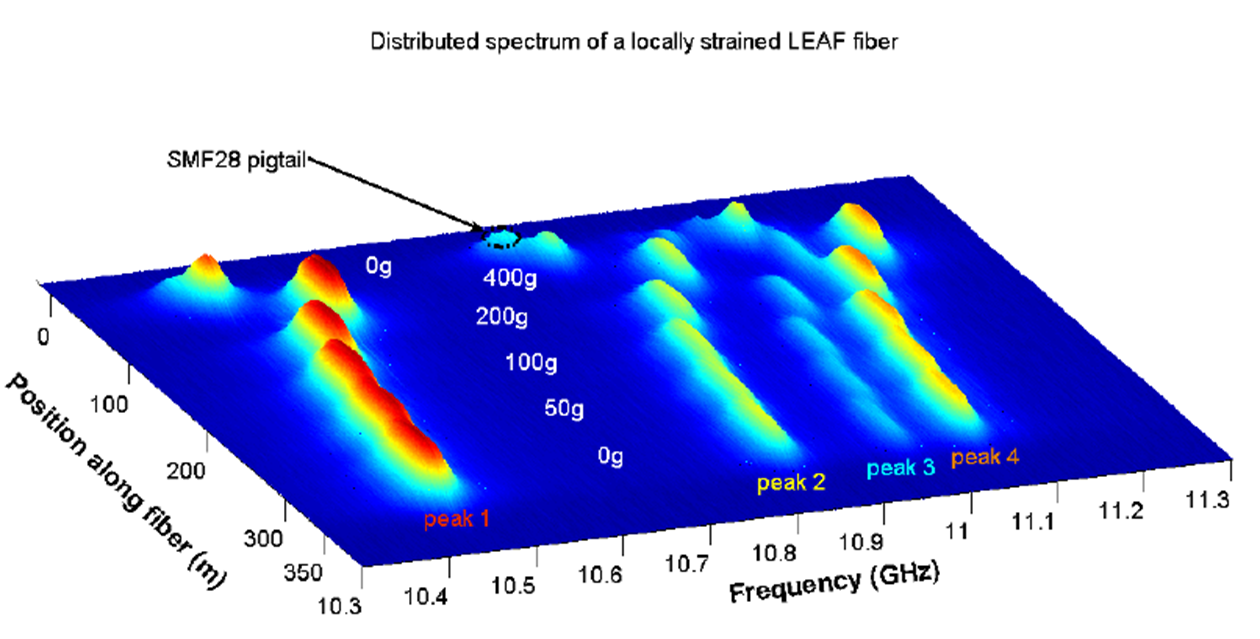 Distributed spectrum of a locally strained LEAF fiber
SMF28 pigtail
0g
400g
200g
100g
50g
0g
peak 1
peak 2
peak 3
peak 4
0
100
200
300
350
Position along fiber (m)
10.3
10.4
10.5
10.6
10.7
10.8
10.9
11
11.1
11.2
11.3
Frequency (GHz)